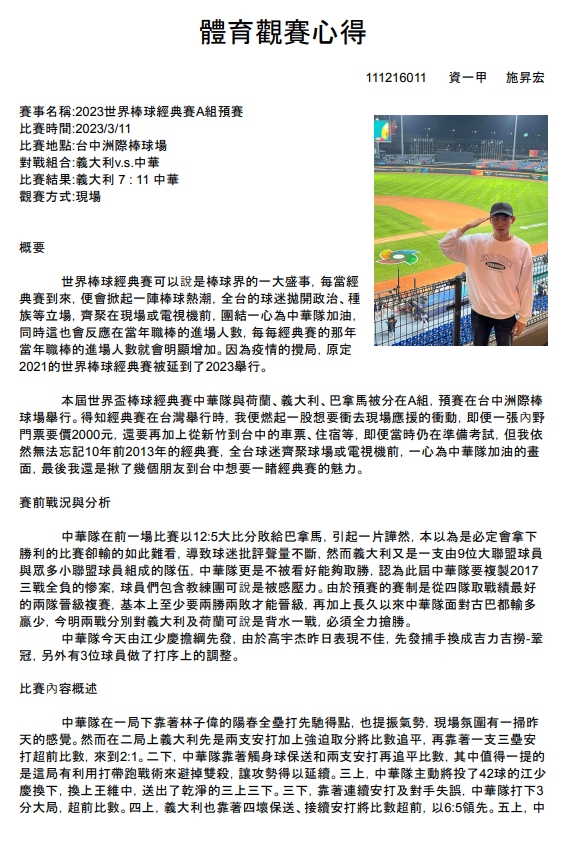 體育觀賽心得
111216011 資一甲 施昇宏
賽事名稱:2023世界棒球經典賽A組預賽
比賽時間:2023/3/11
比賽地點:台中洲際棒球場
對戰組合:義大利v.s.中華
比賽結果:義大利 7 : 11 中華
觀賽方式:現場
概要
世界棒球經典賽可以說是棒球界的一大盛事，每當經
典賽到來，便會掀起一陣棒球熱潮，全台的球迷拋開政治、種
族等立場，齊聚在現場或電視機前，團結一心為中華隊加油，
同時這也會反應在當年職棒的進場人數，每每經典賽的那年
當年職棒的進場人數就會明顯增加。因為疫情的攪局，原定
2021的世界棒球經典賽被延到了2023舉行。
本屆世界盃棒球經典賽中華隊與荷蘭、義大利、巴拿馬被分在A組，預賽在台中洲際棒
球場舉行。得知經典賽在台灣舉行時，我便燃起一股想要衝去現場應援的衝動，即便一張內野
門票要價2000元，還要再加上從新竹到台中的車票、住宿等，即便當時仍在準備考試，但我依
然無法忘記10年前2013年的經典賽，全台球迷齊聚球場或電視機前，一心為中華隊加油的畫
面，最後我還是揪了幾個朋友到台中想要一睹經典賽的魅力。
賽前戰況與分析
中華隊在前一場比賽以12:5大比分敗給巴拿馬，引起一片譁然，本以為是必定會拿下
勝利的比賽卻輸的如此難看，導致球迷批評聲量不斷，然而義大利又是一支由9位大聯盟球員
與眾多小聯盟球員組成的隊伍，中華隊更是不被看好能夠取勝，認為此屆中華隊要複製2017
三戰全負的慘案，球員們包含教練團可說是被感壓力。由於預賽的賽制是從四隊取戰績最好
的兩隊晉級複賽，基本上至少要兩勝兩敗才能晉級，再加上長久以來中華隊面對古巴都輸多
贏少，今明兩戰分別對義大利及荷蘭可說是背水一戰，必須全力搶勝。
中華隊今天由江少慶擔綱先發，由於高宇杰昨日表現不佳，先發捕手換成吉力吉撈-鞏
冠，另外有3位球員做了打序上的調整。
比賽內容概述
中華隊在一局下靠著林子偉的陽春全壘打先馳得點，也提振氣勢，現場氛圍有一掃昨
天的感覺。然而在二局上義大利先是兩支安打加上強迫取分將比數追平，再靠著一支三壘安
打超前比數，來到2:1。二下，中華隊靠著觸身球保送和兩支安打再追平比數，其中值得一提的
是這局有利用打帶跑戰術來避掉雙殺，讓攻勢得以延續。三上，中華隊主動將投了42球的江少
慶換下，換上王維中，送出了乾淨的三上三下。三下，靠著連續安打及對手失誤，中華隊打下3
分大局，超前比數。四上，義大利也靠著四壞保送、接續安打將比數超前，以6:5領先。五上，中